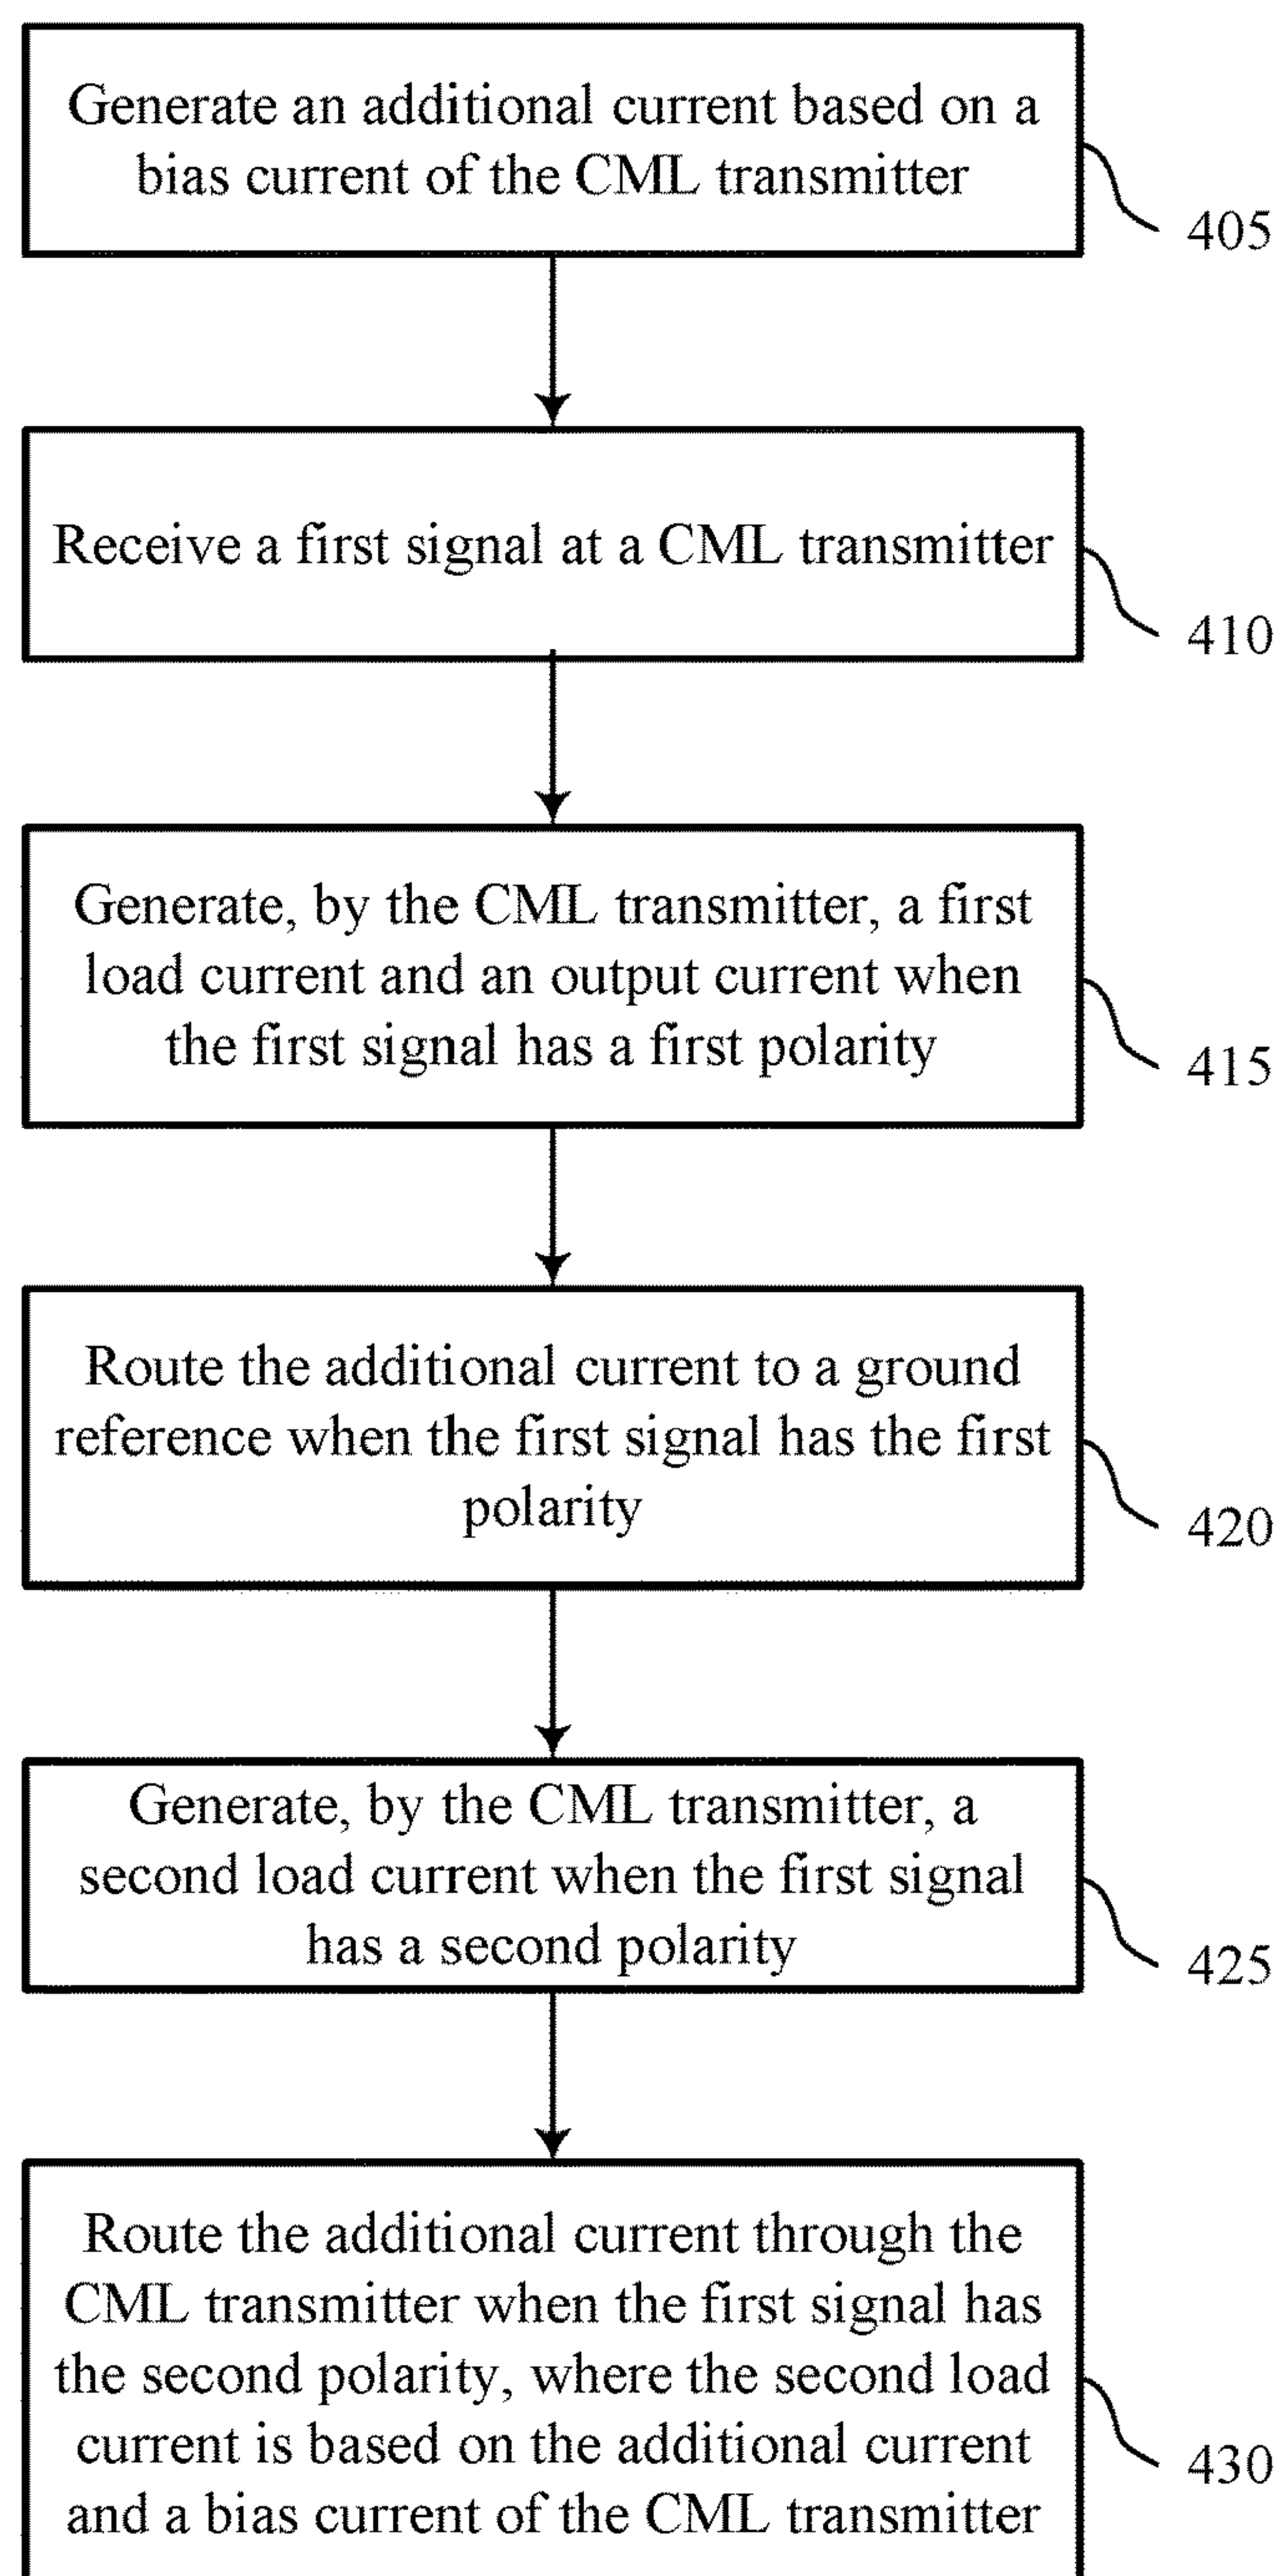 Generate an additional current based on a
bias current of the CML transmitter
405
Receive a first signal at a CML transmitter
410
Generate, by the CML transmitter, a first
load current and an output current when
the first signal has a first polarity
415
Route the additional current to a ground
reference when the first signal has the first
polarity
420
Generate, by the CML transmitter, a
second load current when the first signal
has a second polarity
425
Route the additional current through the
CML transmitter when the first signal has
the second polarity, where the second load
current is based on the additional current
and a bias current of the CML transmitter
430